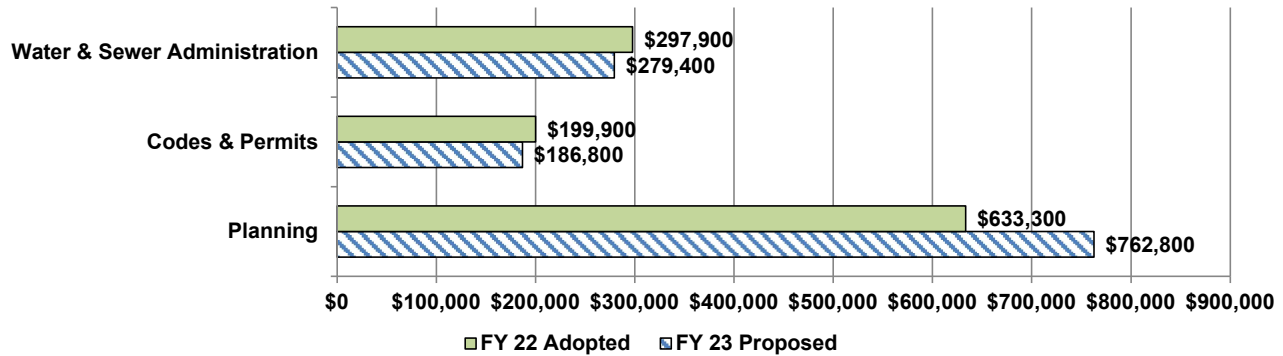 Water & Sewer Administration
$297,900
$279,400
Codes & Permits
$199,900
$186,800
Planning
$633,300
$762,800
$0 $100,000 $200,000 $300,000 $400,000 $500,000 $600,000 $700,000 $800,000 $900,000
FY 22 Adopted FY 23 Proposed